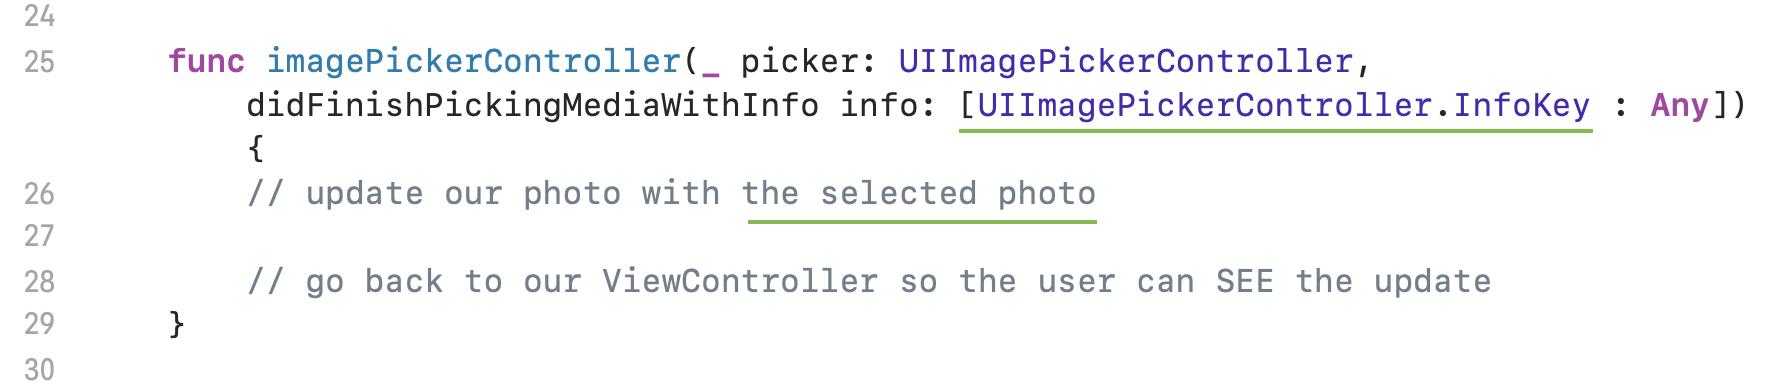 24
25 func imagePickerController(_ picker: UIImagePickerController,
didFinishPickingMediaWithInfo info: [UIImagePickerController.InfoKey : Any])
{
26 // update our photo with the selected photo
27
28 // go back to our ViewController so the user can SEE the update
29 }
30